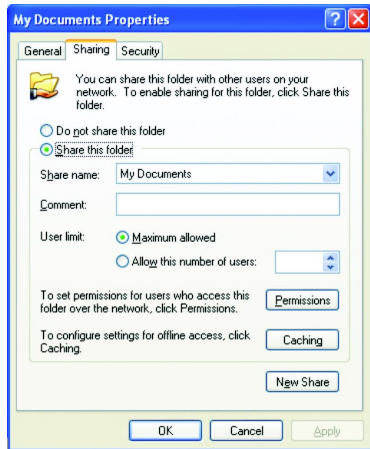 My Documents Properties
General Sharing Security
You can share this folder with other users on your
network. To enable sharing for this folder, click Share this
folder.
Do not share this folder
Share this folder
Share name: My Documents
Comment:
User limit: Maximum allowed
Allow this number of users:
To set permissions for users who access this
folder over the network, click Permissions.
Permissions
To configure settings for offline access, click
Caching.
Caching
New Share
OK Cancel Apply